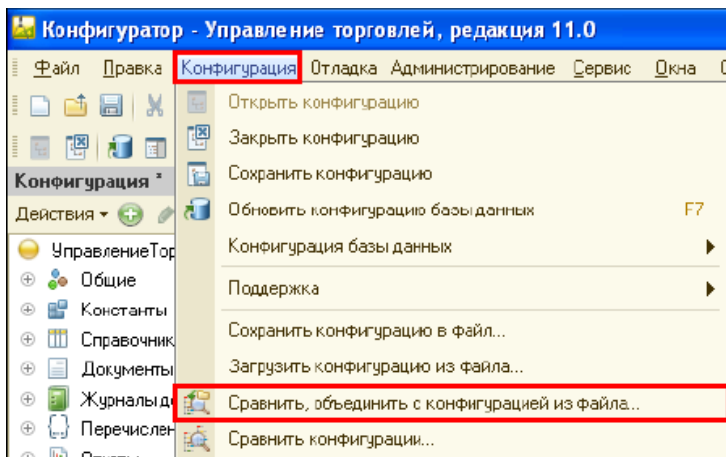 Конфигуратор - Управление торговлей, редакция 11.0
Файл Правка Конфигурация Отладка Администрирование Сервис Окна
Открыть конфигурацию
Закрыть конфигурацию
Конфигурация *
Сохранить конфигурацию
Действия
Обновить конфигурацию базы данных F7
УправлениеТор
Конфигурация базы данных
Общие
Поддержка
Константы
Справочник
Сохранить конфигурацию в файл...
Документы
Загрузить конфигурацию из файла...
Журналы д
Сравнить, объединить с конфигурацией из файла...
Перечислен
Сравнить конфигурации...